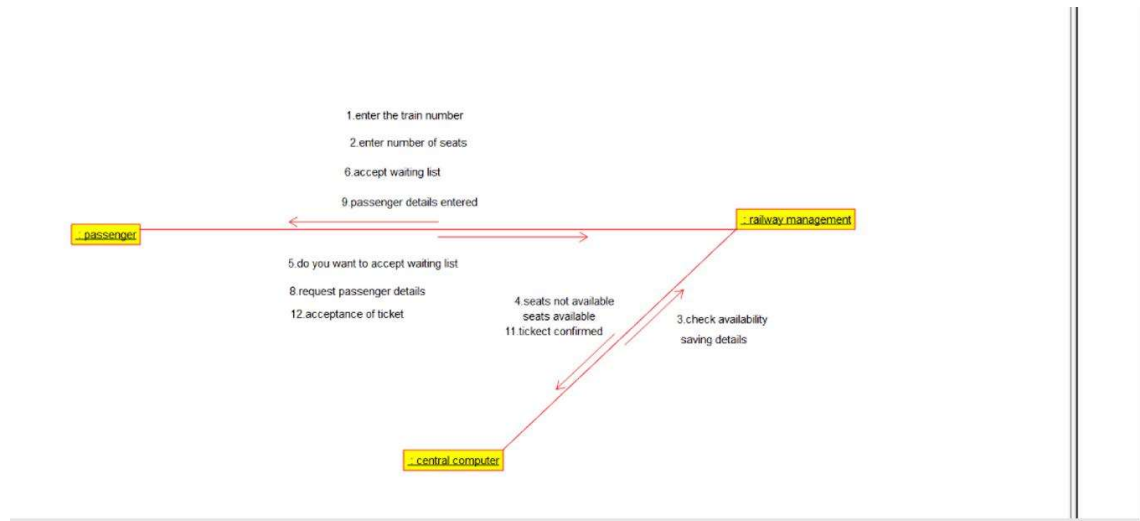 1.enter the train number
2.enter number of seats
6.accept waiting list
9.passenger details entered
: passenger
: railway management
5.do you want to accept waiting list
8.request passenger details
12.acceptance of ticket
4.seats not available
seats available
11.tickect confirmed
3.check availability
saving details
: central computer